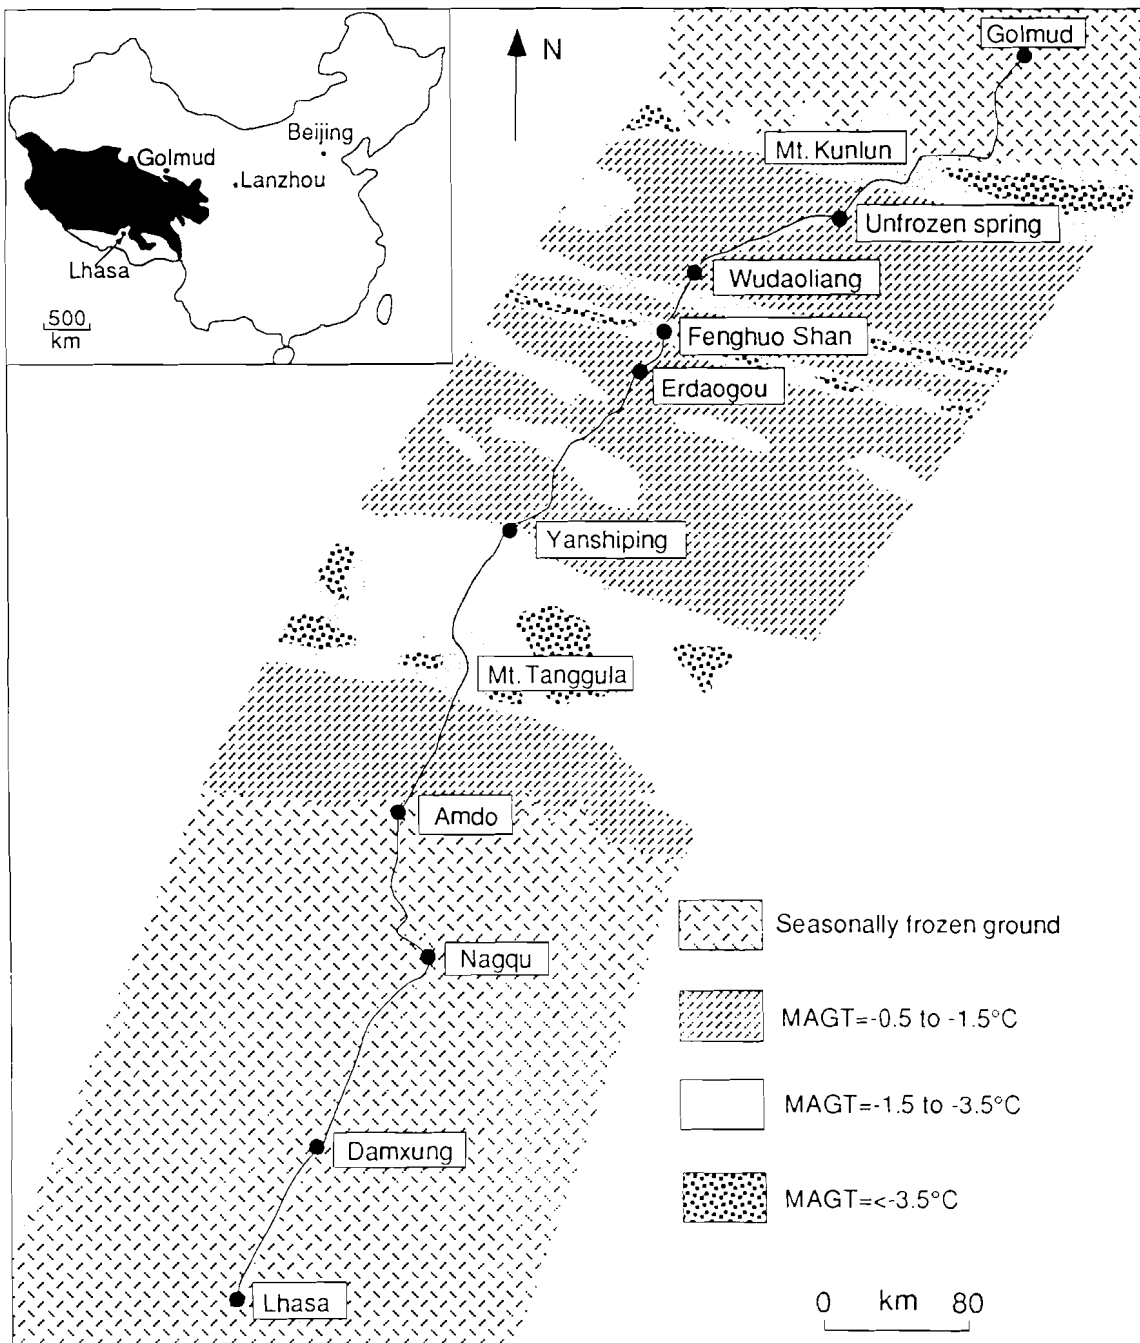 Golmud
N
Beijing
Golmud
Lanzhou
Lhasa
500
km
Mt. Kunlun
Unfrozen spring
Wudaoliang
Fenghuo Shan
Erdaogou
Yanshiping
Mt. Tanggula
Amdo
Nagqu
Damxung
Lhasa
Seasonally frozen ground
MAGT=-0.5 to -1.5°C
MAGT=-1.5 to -3.5°C
MAGT=<-3.5°C
0 km 80